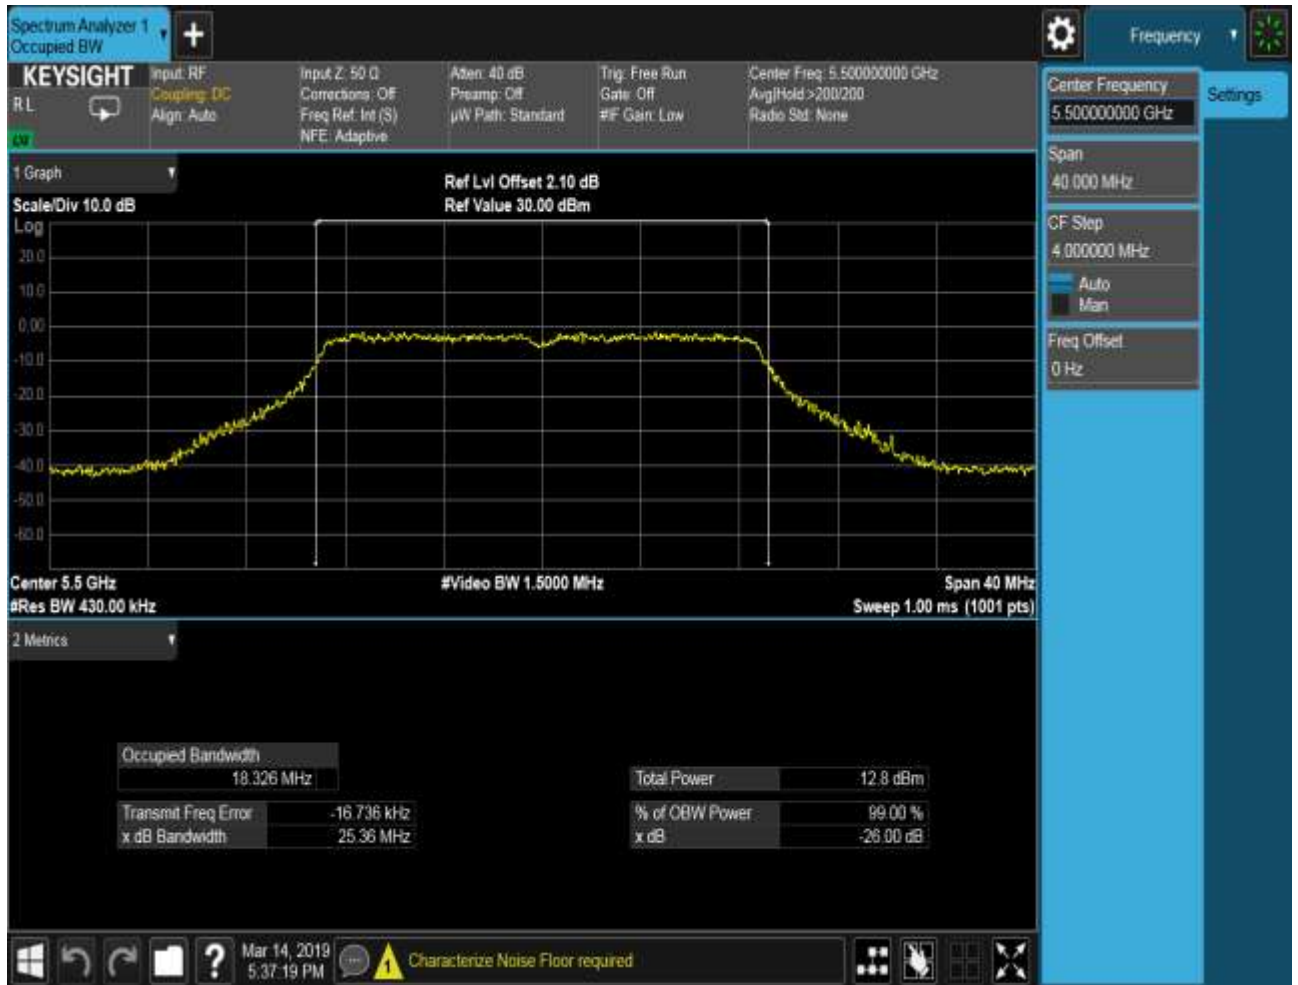 Spectrum Analyzer 1
Occupied BW
Frequency
KEYSIGHT
R L
Input: RF
Coupling: DC
Align: Auto
Input Z: 50 Ω
Corrections: Off
Freq Ref: Int (S)
NFE: Adaptive
Atten: 40 dB
Preamp: Off
µW Path: Standard
Trig: Free Run
Gate: Off
#IF Gain: Low
Center Freq: 5.500000000 GHz
Avg|Hold:>200/200
Radio Std: None
Center Frequency
5.500000000 GHz
Settings
Span
40.000 MHz
CF Step
4.000000 MHz
Auto
Man
Freq Offset
0 Hz
1 Graph
Scale/Div 10.0 dB
Ref Lvl Offset 2.10 dB
Ref Value 30.00 dBm
Log
20.0
10.0
0.00
-10.0
-20.0
-30.0
-40.0
-50.0
-60.0
Center 5.5 GHz
#Video BW 1.5000 MHz
Span 40 MHz
#Res BW 430.00 kHz
Sweep 1.00 ms (1001 pts)
2 Metrics
Occupied Bandwidth
18.326 MHz
Total Power 12.8 dBm
Transmit Freq Error -16.736 kHz
% of OBW Power 99.00 %
x dB Bandwidth 25.36 MHz
x dB -26.00 dB
Mar 14, 2019
5:37:19 PM
1
Characterize Noise Floor required